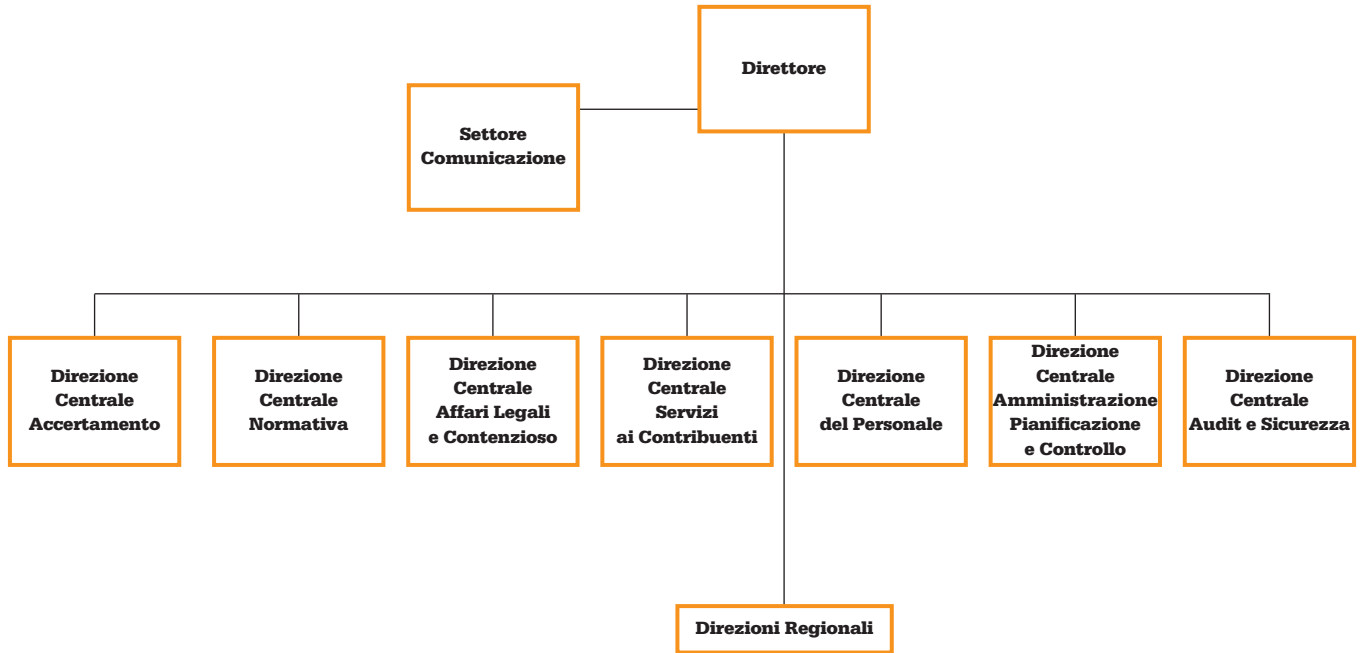 Direttore
Settore
Comunicazione
Direzione
Centrale
Accertamento
Direzione
Centrale
Normativa
Direzione
Centrale
Affari Legali
e Contenzioso
Direzione
Centrale
Servizi
ai Contribuenti
Direzione
Centrale
del Personale
Direzione
Centrale
Amministrazione
Pianificazione
e Controllo
Direzione
Centrale
Audit e Sicurezza
Direzioni Regionali